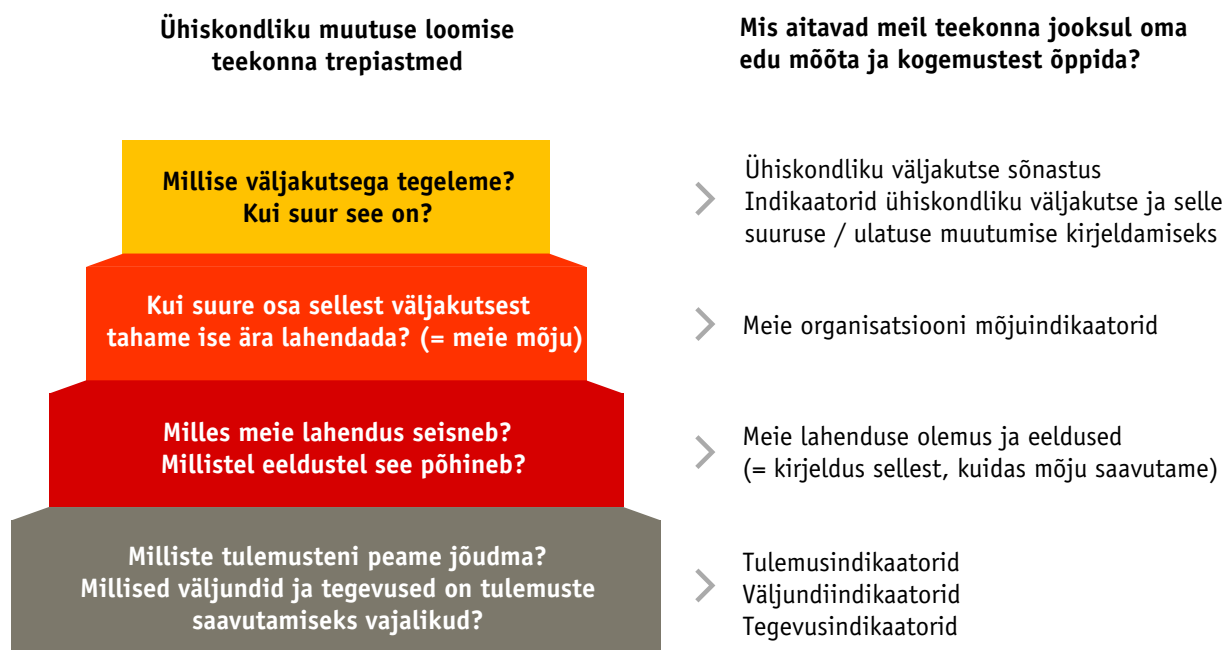 Ühiskondliku muutuse loomise
teekonna trepiastmed
Mis aitavad meil teekonna jooksul oma
edu mõõta ja kogemustest õppida?
Millise väljakutsega tegeleme?
Kui suur see on?
Ühiskondliku väljakutse sõnastus
Indikaatorid ühiskondliku väljakutse ja selle
suuruse / ulatuse muutumise kirjeldamiseks
Kui suure osa sellest väljakutsest
tahame ise ära lahendada? (= meie mõju)
Meie organisatsiooni mõjuindikaatorid
Milles meie lahendus seisneb?
Millistel eeldustel see põhineb?
Meie lahenduse olemus ja eeldused
(= kirjeldus sellest, kuidas mõju saavutame)
Milliste tulemusteni peame jõudma?
Millised väljundid ja tegevused on tulemuste
saavutamiseks vajalikud?
Tulemusindikaatorid
Väljundiindikaatorid
Tegevusindikaatorid